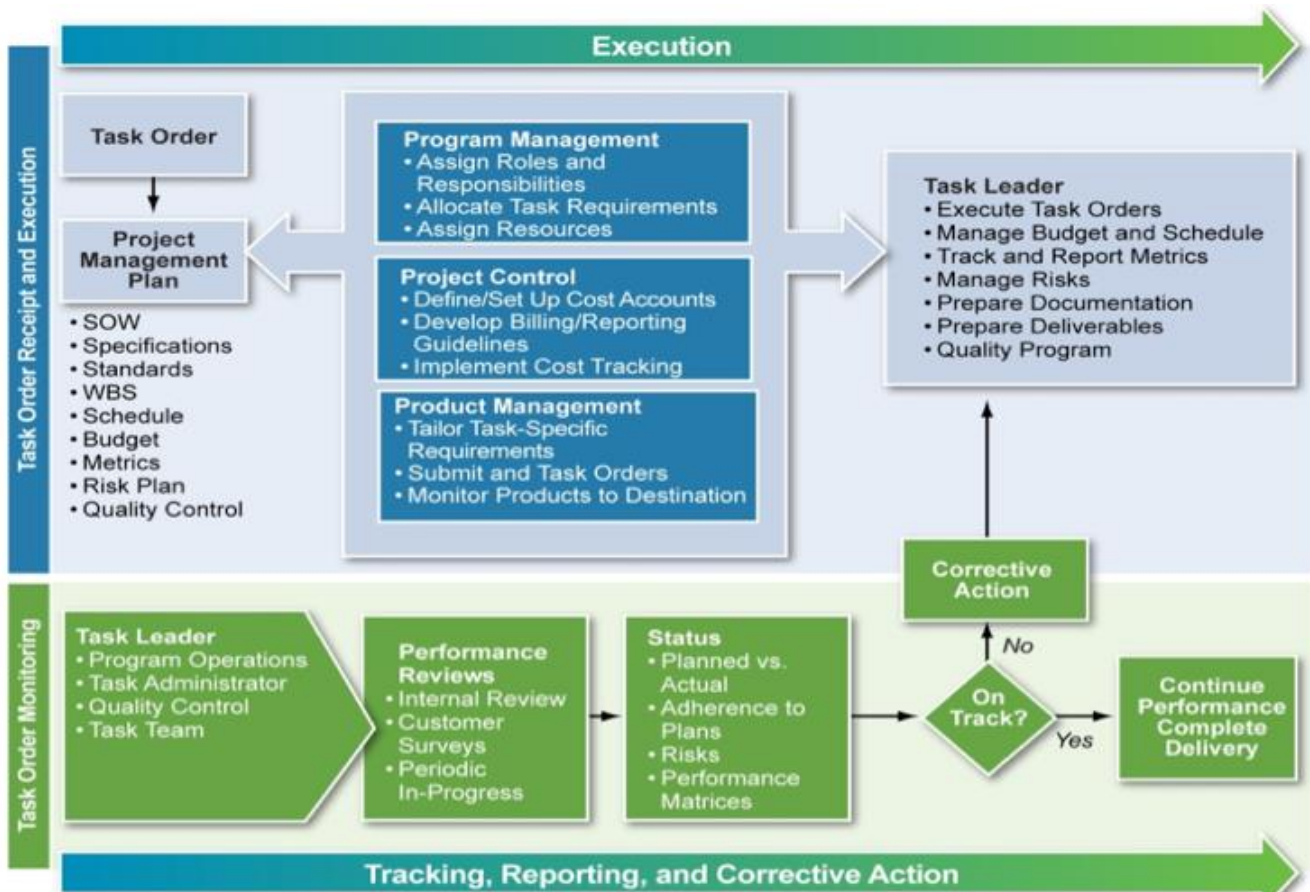 Execution
Task Order Receipt and Execution
Task Order
Project
Management
Plan
• SOW
• Specifications
• Standards
• WBS
• Schedule
• Budget
• Metrics
• Risk Plan
• Quality Control
Program Management
• Assign Roles and
Responsibilities
• Allocate Task Requirements
• Assign Resources
Project Control
• Define/Set Up Cost Accounts
• Develop Billing/Reporting
Guidelines
• Implement Cost Tracking
Product Management
• Tailor Task-Specific
Requirements
• Submit and Task Orders
• Monitor Products to Destination
Task Leader
• Execute Task Orders
• Manage Budget and Schedule
• Track and Report Metrics
• Manage Risks
• Prepare Documentation
• Prepare Deliverables
• Quality Program
Task Order Monitoring
Task Leader
• Program Operations
• Task Administrator
• Quality Control
• Task Team
Performance
Reviews
• Internal Review
• Customer
Surveys
• Periodic
In-Progress
Status
• Planned vs.
Actual
• Adherence to
Plans
• Risks
• Performance
Matrices
On
Track?
No
Corrective
Action
Yes
Continue
Performance
Complete
Delivery
Tracking, Reporting, and Corrective Action